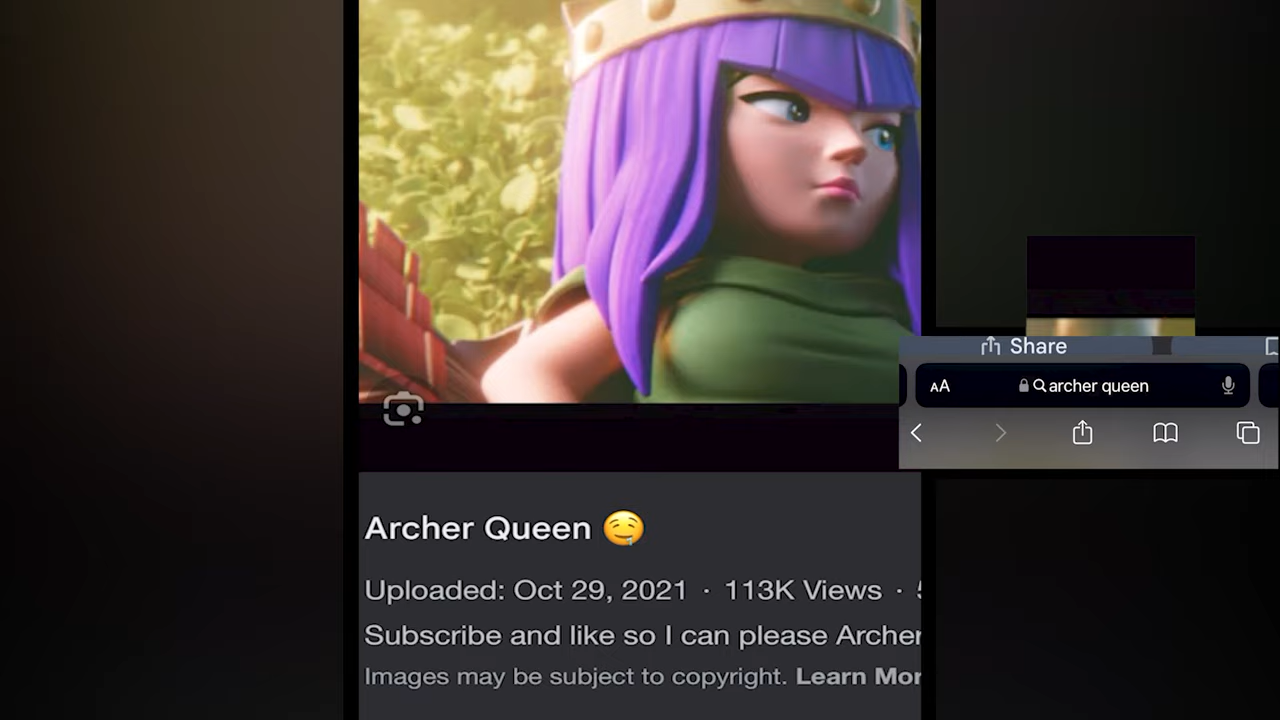 Share
AA archer queen
Archer Queen 🤤
Uploaded: Oct 29, 2021 · 113K Views ·
Subscribe and like so I can please Archer
Images may be subject to copyright. Learn